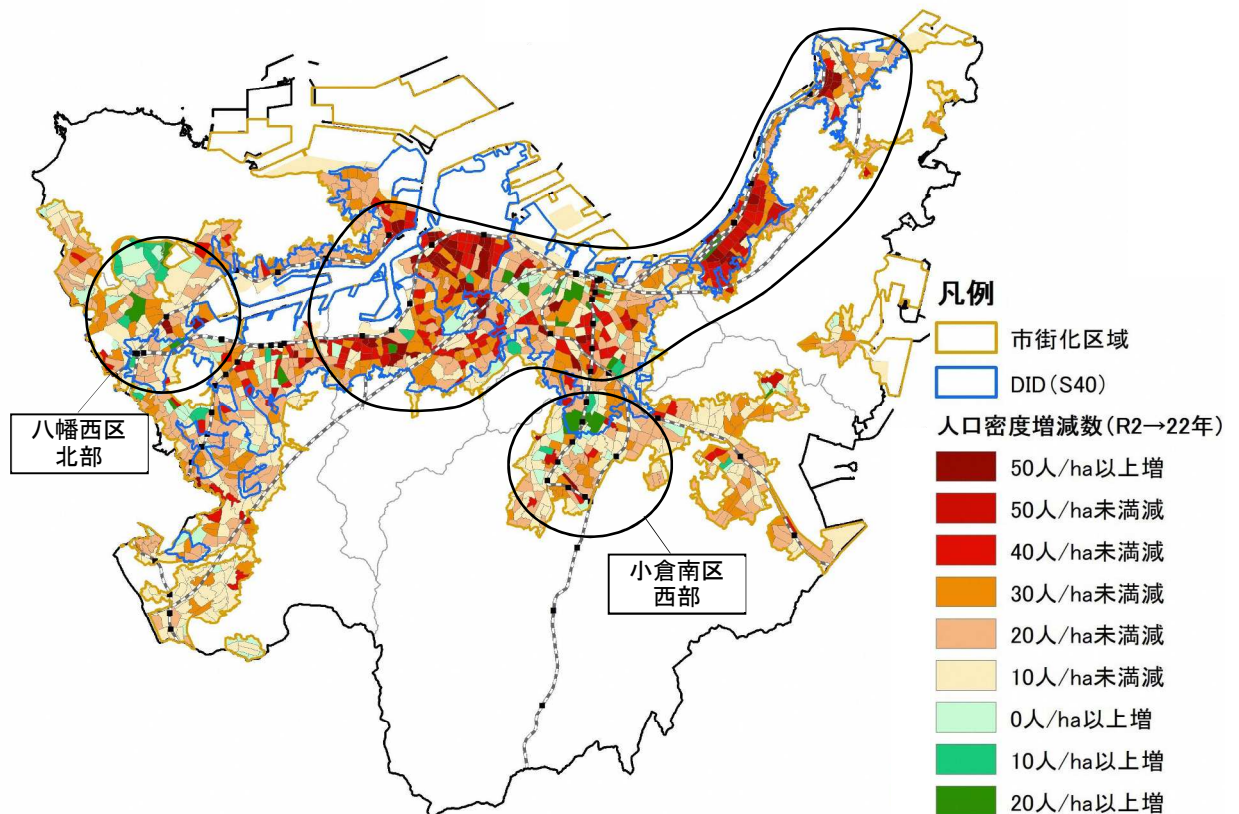 八幡西区
北部
小倉南区
西部
凡例
市街化区域
DID(S40)
人口密度増減数(R2→22年)
50人/ha以上増
50人/ha未満減
40人/ha未満減
30人/ha未満減
20人/ha未満減
10人/ha未満減
0人/ha以上増
10人/ha以上増
20人/ha以上増